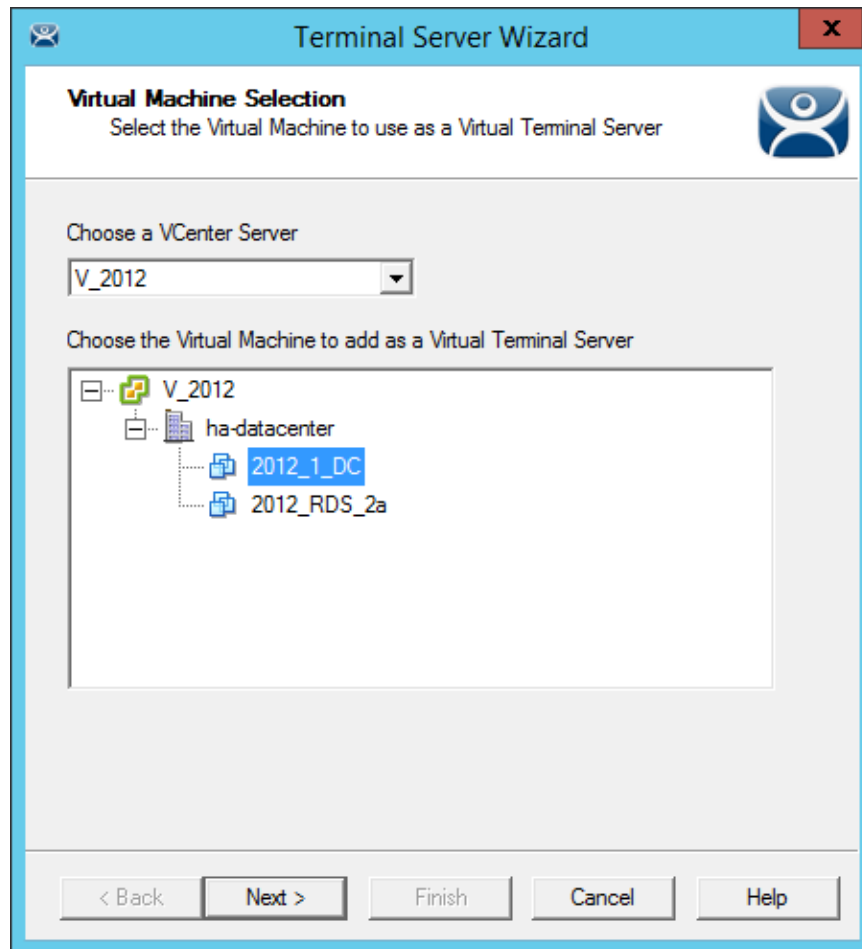 Terminal Server Wizard
x
Virtual Machine Selection
Select the Virtual Machine to use as a Virtual Terminal Server
Choose a VCenter Server
V_2012
Choose the Virtual Machine to add as a Virtual Terminal Server
V_2012
ha-datacenter
2012_1_DC
2012_RDS_2a
< Back Next > Finish Cancel Help